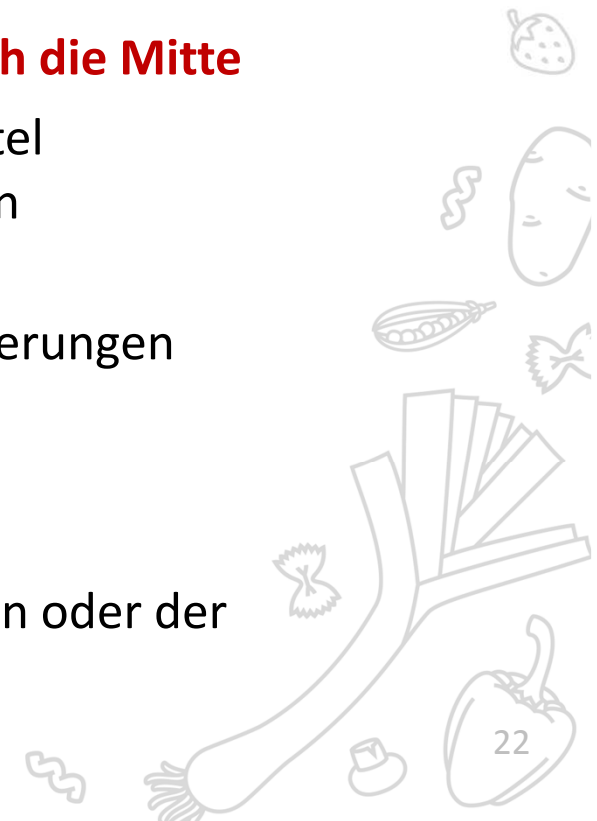 h die Mitte
tel
n
erungen
n oder der
22